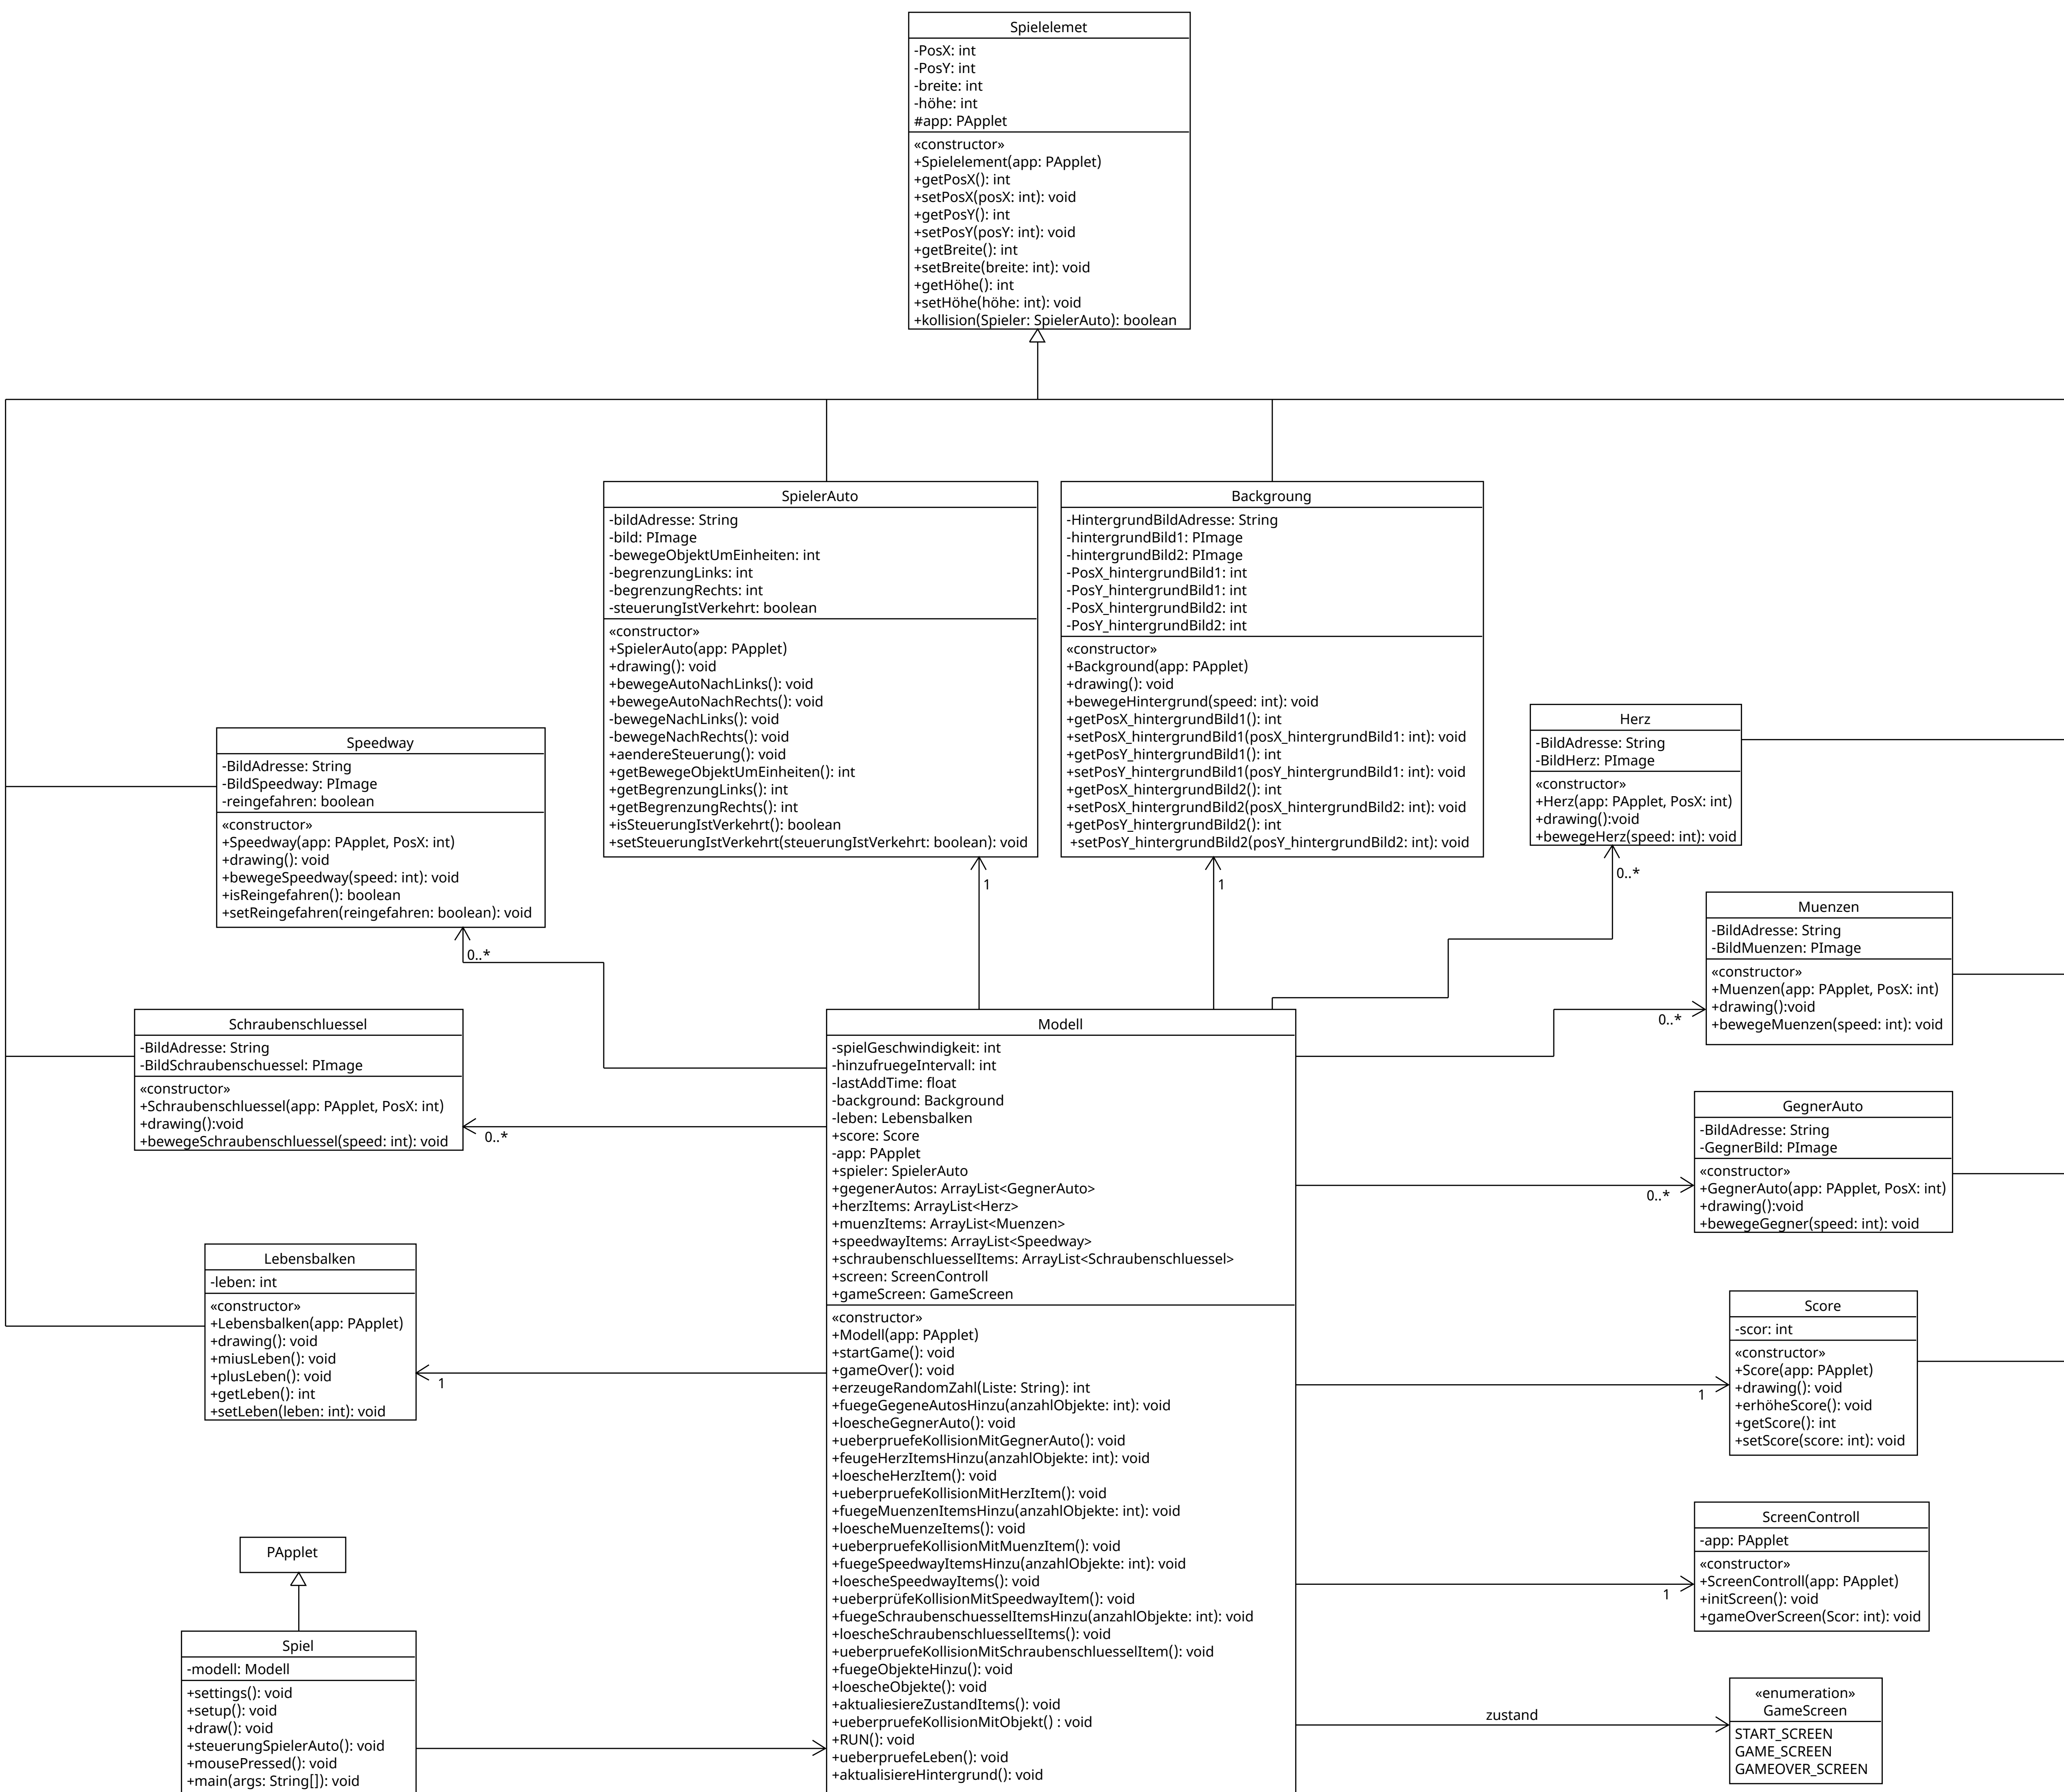 Spielelemet
-PosX: int
-PosY: int
-breite: int
-höhe: int
#app: PApplet
«constructor»
+Spielelement(app: PApplet)
+getPosX(): int
+setPosX(posX: int): void
+getPosY(): int
+setPosY(posY: int): void
+getBreite(): int
+setBreite(breite: int): void
+getHöhe(): int
+setHöhe(höhe: int): void
+kollision(Spieler: SpielerAuto): boolean
SpielerAuto
-bildAdresse: String
-bild: PImage
-bewegeObjektUmEinheiten: int
-begrenzungLinks: int
-begrenzungRechts: int
-steuerungIstVerkehrt: boolean
«constructor»
+SpielerAuto(app: PApplet)
+drawing(): void
+bewegeAutoNachLinks(): void
+bewegeAutoNachRechts(): void
-bewegeNachLinks(): void
-bewegeNachRechts(): void
+aendereSteuerung(): void
+getBewegeObjektUmEinheiten(): int
+getBegrenzungLinks(): int
+getBegrenzungRechts(): int
+isSteuerungIstVerkehrt(): boolean
+setSteuerungIstVerkehrt(steuerungIstVerkehrt: boolean): void
1
Backgroung
-HintergrundBildAdresse: String
-hintergrundBild1: PImage
-hintergrundBild2: PImage
-PosX_hintergrundBild1: int
-PosY_hintergrundBild1: int
-PosX_hintergrundBild2: int
-PosY_hintergrundBild2: int
«constructor»
+Background(app: PApplet)
+drawing(): void
+bewegeHintergrund(speed: int): void
+getPosX_hintergrundBild1(): int
+setPosX_hintergrundBild1(posX_hintergrundBild1: int): void
+getPosY_hintergrundBild1(): int
+setPosY_hintergrundBild1(posY_hintergrundBild1: int): void
+getPosX_hintergrundBild2(): int
+setPosX_hintergrundBild2(posX_hintergrundBild2: int): void
+getPosY_hintergrundBild2(): int
+setPosY_hintergrundBild2(posY_hintergrundBild2: int): void
1
Herz
-BildAdresse: String
-BildHerz: PImage
«constructor»
+Herz(app: PApplet, PosX: int)
+drawing():void
+bewegeHerz(speed: int): void
0..*
Speedway
-BildAdresse: String
-BildSpeedway: PImage
-reingefahren: boolean
«constructor»
+Speedway(app: PApplet, PosX: int)
+drawing(): void
+bewegeSpeedway(speed: int): void
+isReingefahren(): boolean
+setReingefahren(reingefahren: boolean): void
0..*
Muenzen
-BildAdresse: String
-BildMuenzen: PImage
«constructor»
+Muenzen(app: PApplet, PosX: int)
+drawing():void
+bewegeMuenzen(speed: int): void
0..*
Schraubenschluessel
-BildAdresse: String
-BildSchraubenschuessel: PImage
«constructor»
+Schraubenschluessel(app: PApplet, PosX: int)
+drawing():void
+bewegeSchraubenschluessel(speed: int): void
0..*
Modell
-spielGeschwindigkeit: int
-hinzufruegeIntervall: int
-lastAddTime: float
-background: Background
-leben: Lebensbalken
+score: Score
-app: PApplet
+spieler: SpielerAuto
+gegenerAutos: ArrayList<GegnerAuto>
+herzItems: ArrayList<Herz>
+muenzItems: ArrayList<Muenzen>
+speedwayItems: ArrayList<Speedway>
+schraubenschluesselItems: ArrayList<Schraubenschluessel>
+screen: ScreenControll
+gameScreen: GameScreen
«constructor»
+Modell(app: PApplet)
+startGame(): void
+gameOver(): void
+erzeugeRandomZahl(Liste: String): int
+fuegeGegeneAutosHinzu(anzahlObjekte: int): void
+loescheGegnerAuto(): void
+ueberpruefeKollisionMitGegnerAuto(): void
+feugeHerzItemsHinzu(anzahlObjekte: int): void
+loescheHerzItem(): void
+ueberpruefeKollisionMitHerzItem(): void
+fuegeMuenzenItemsHinzu(anzahlObjekte: int): void
+loescheMuenzeItems(): void
+ueberpruefeKollisionMitMuenzItem(): void
+fuegeSpeedwayItemsHinzu(anzahlObjekte: int): void
+loescheSpeedwayItems(): void
+ueberprüfeKollisionMitSpeedwayItem(): void
+fuegeSchraubenschuesselItemsHinzu(anzahlObjekte: int): void
+loescheSchraubenschluesselItems(): void
+ueberpruefeKollisionMitSchraubenschluesselItem(): void
+fuegeObjekteHinzu(): void
+loescheObjekte(): void
+aktualiesiereZustandItems(): void
+ueberpruefeKollisionMitObjekt() : void
+RUN(): void
+ueberpruefeLeben(): void
+aktualisiereHintergrund(): void
GegnerAuto
-BildAdresse: String
-GegnerBild: PImage
«constructor»
+GegnerAuto(app: PApplet, PosX: int)
+drawing():void
+bewegeGegner(speed: int): void
0..*
Lebensbalken
-leben: int
«constructor»
+Lebensbalken(app: PApplet)
+drawing(): void
+miusLeben(): void
+plusLeben(): void
+getLeben(): int
+setLeben(leben: int): void
1
Score
-scor: int
«constructor»
+Score(app: PApplet)
+drawing(): void
+erhöheScore(): void
+getScore(): int
+setScore(score: int): void
1
ScreenControll
-app: PApplet
«constructor»
+ScreenControll(app: PApplet)
+initScreen(): void
+gameOverScreen(Scor: int): void
1
PApplet
Spiel
-modell: Modell
+settings(): void
+setup(): void
+draw(): void
+steuerungSpielerAuto(): void
+mousePressed(): void
+main(args: String[]): void
zustand
«enumeration»
GameScreen
START_SCREEN
GAME_SCREEN
GAMEOVER_SCREEN